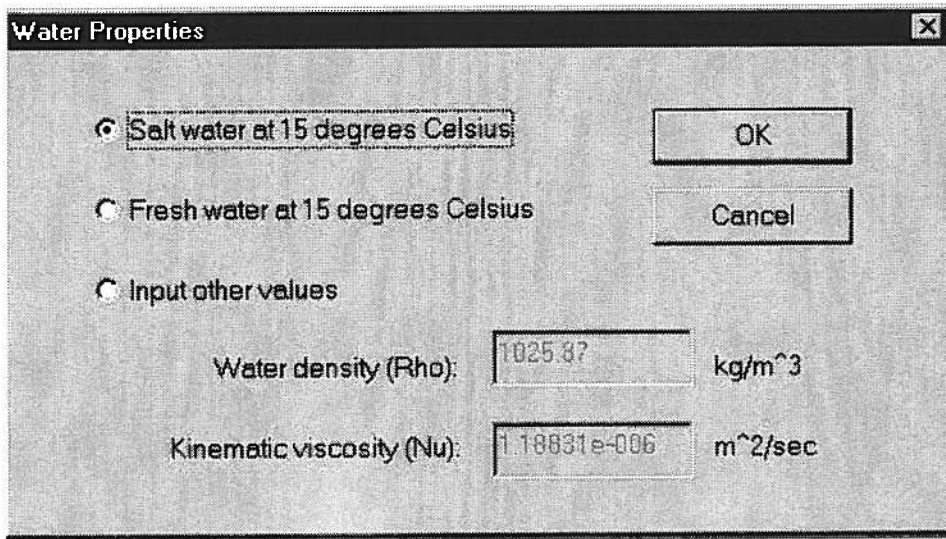 Water Properties
Salt water at 15 degrees Celsius
OK
Fresh water at 15 degrees Celsius
Cancel
Input other values
Water density (Rho): 1025.87 kg/m^3
Kinematic viscosity (Nu): 1.18831e-006 m^2/sec